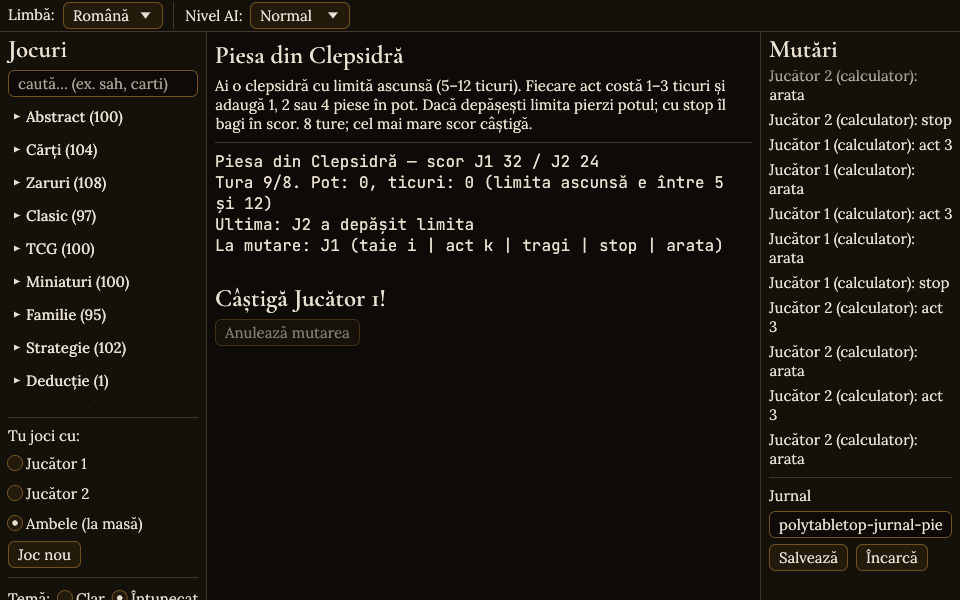 Limbă:
Română
Nivel AI:
Normal
Jocuri
caută... (ex. sah, carti)
Abstract (100)
Cărți (104)
Zaruri (108)
Clasic (97)
TCG (100)
Miniaturi (100)
Familie (95)
Strategie (102)
Deducție (1)
Tu joci cu:
Jucător 1
Jucător 2
Ambele (la masă)
Joc nou
Temă:
Clar
Întunecat
Piesa din Clepsidră
Ai o clepsidră cu limită ascunsă (5–12 ticuri). Fiecare act costă 1–3 ticuri și
adaugă 1, 2 sau 4 piese în pot. Dacă depășești limita pierzi potul; cu stop îl
bagi în scor. 8 ture; cel mai mare scor câștigă.
Piesa din Clepsidră — scor J1 32 / J2 24
Tura 9/8. Pot: 0, ticuri: 0 (limita ascunsă e între 5
și 12)
Ultima: J2 a depășit limita
La mutare: J1 (taie i | act k | tragi | stop | arata)
Câștigă Jucător 1!
Anulează mutarea
Mutări
Jucător 2 (calculator):
arata
Jucător 2 (calculator): stop
Jucător 1 (calculator): act 3
Jucător 1 (calculator):
arata
Jucător 1 (calculator): act 3
Jucător 1 (calculator):
arata
Jucător 1 (calculator): stop
Jucător 2 (calculator): act
3
Jucător 2 (calculator):
arata
Jucător 2 (calculator): act
3
Jucător 2 (calculator):
arata
Jurnal
polytabletop-jurnal-pie
Salvează
Încarcă